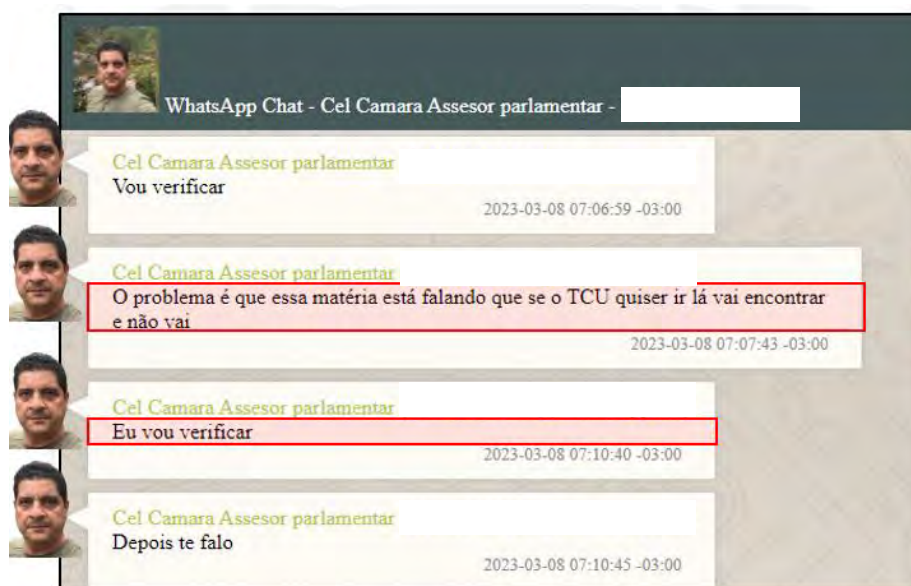 WhatsApp Chat - Cel Camara Assesor parlamentar -
Cel Camara Assesor parlamentar
Vou verificar
2023-03-08 07:06:59 -03:00
Cel Camara Assesor parlamentar
O problema é que essa matéria está falando que se o TCU quiser ir lá vai encontrar
e não vai
2023-03-08 07:07:43 -03:00
Cel Camara Assesor parlamentar
Eu vou verificar
2023-03-08 07:10:40 -03:00
Cel Camara Assesor parlamentar
Depois te falo
2023-03-08 07:10:45 -03:00